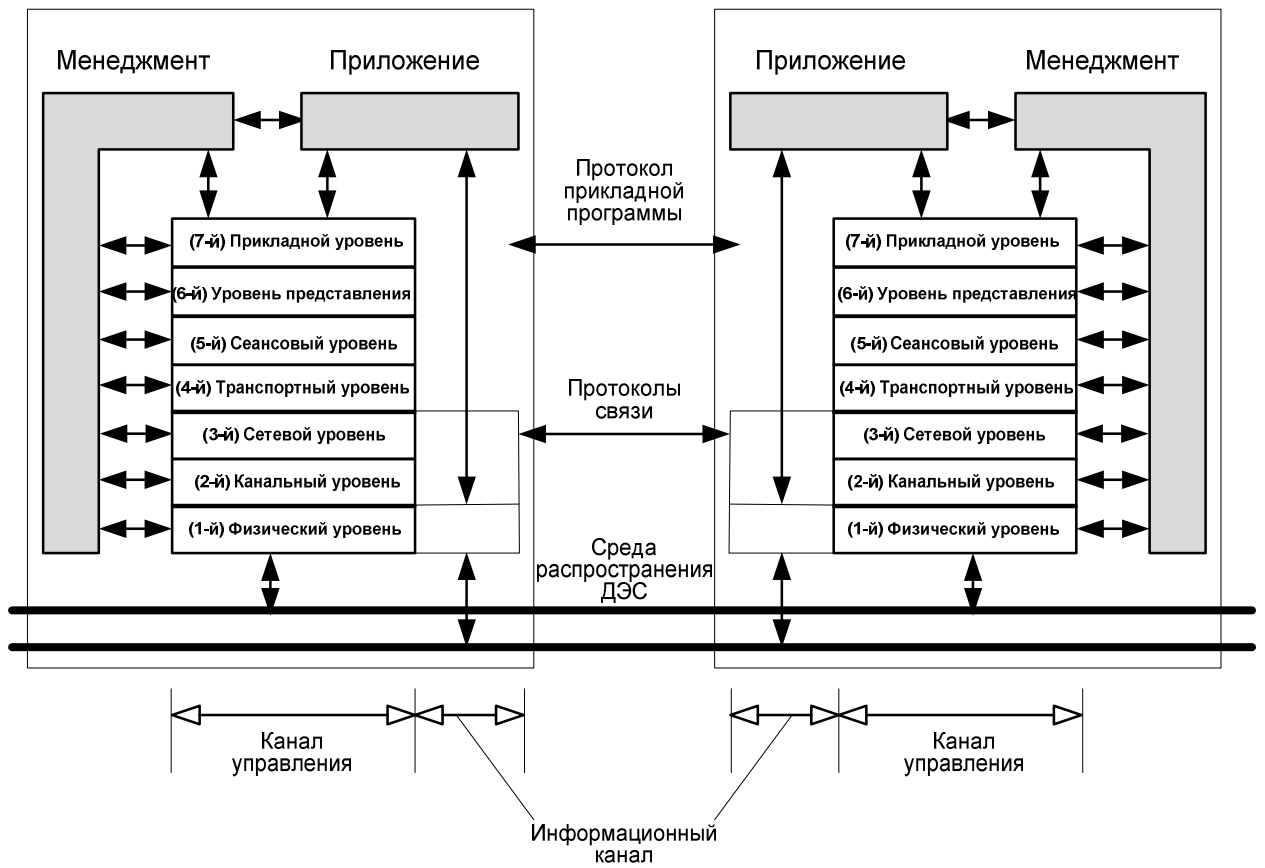 Менеджмент
Приложение
Приложение
Менеджмент
Протокол
прикладной
программы
(7-й) Прикладной уровень
(6-й) Уровень представления
(5-й) Сеансовый уровень
(4-й) Транспортный уровень
(3-й) Сетевой уровень
(2-й) Канальный уровень
(1-й) Физический уровень
(7-й) Прикладной уровень
(6-й) Уровень представления
(5-й) Сеансовый уровень
(4-й) Транспортный уровень
(3-й) Сетевой уровень
(2-й) Канальный уровень
(1-й) Физический уровень
Протоколы
связи
Среда
распространения
ДЭС
Канал
управления
Канал
управления
Информационный
канал